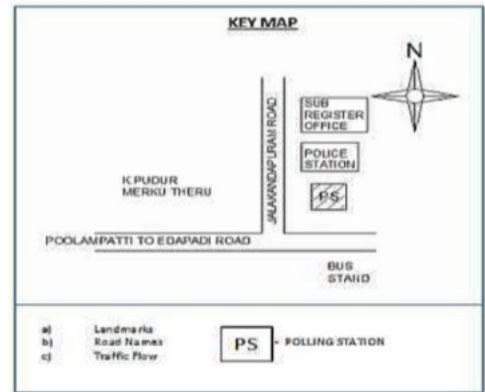 KEY MAP
N
SUB
REGISTER
OFFICE
JALAKANDAPURAM ROAD
POLICE
STATION
K.PUDUR
MERKU THERU
PS
POOLAMPATTI TO EDAPADI ROAD
BUS
STAND
a) Landmarks
b) Road Names
c) Traffic Flow
PS - POLLING STATION